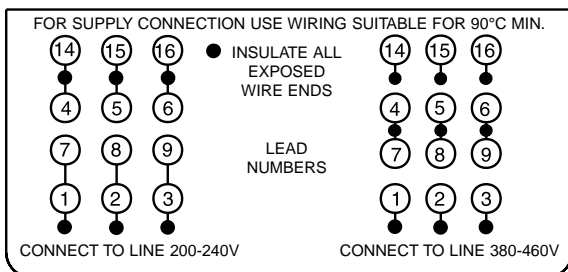 FOR SUPPLY CONNECTION USE WIRING SUITABLE FOR 90°C MIN.
14 15 16 INSULATE ALL 14 15 16
EXPOSED
WIRE ENDS
4 5 6 4 5 6
7 8 9 LEAD 7 8 9
NUMBERS
1 2 3 1 2 3
CONNECT TO LINE 200-240V CONNECT TO LINE 380-460V